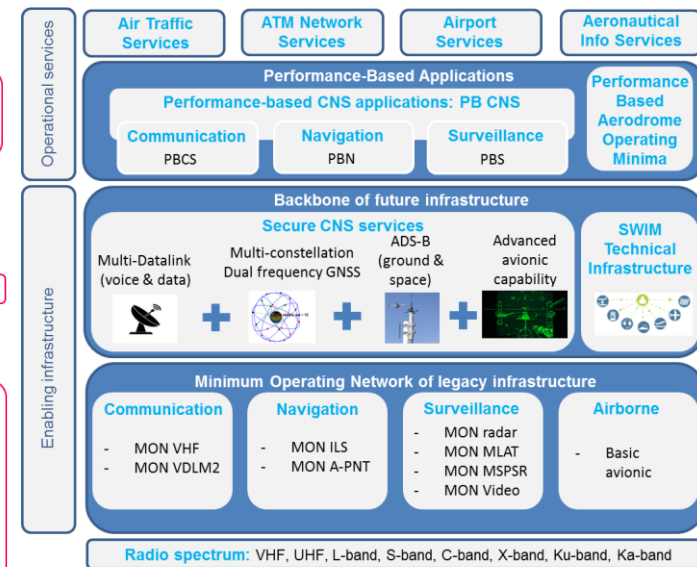 Operational services
Air Traffic
Services
ATM Network
Services
Airport
Services
Aeronautical
Info Services
Performance-Based Applications
Performance-based CNS applications: PB CNS
Communication
PBCS
Navigation
PBN
Surveillance
PBS
Performance
Based
Aerodrome
Operating
Minima
Enabling infrastructure
Backbone of future infrastructure
Secure CNS services
Multi-Datalink
(voice & data)
Multi-constellation
Dual frequency GNSS
ADS-B
(ground &
space)
Advanced
avionic
capability
SWIM
Technical
Infrastructure
Minimum Operating Network of legacy infrastructure
Communication
- MON VHF
- MON VDLM2
Navigation
- MON ILS
- MON A-PNT
Surveillance
- MON radar
- MON MLAT
- MON MSPSR
- MON Video
Airborne
- Basic
avionic
Radio spectrum: VHF, UHF, L-band, S-band, C-band, X-band, Ku-band, Ka-band